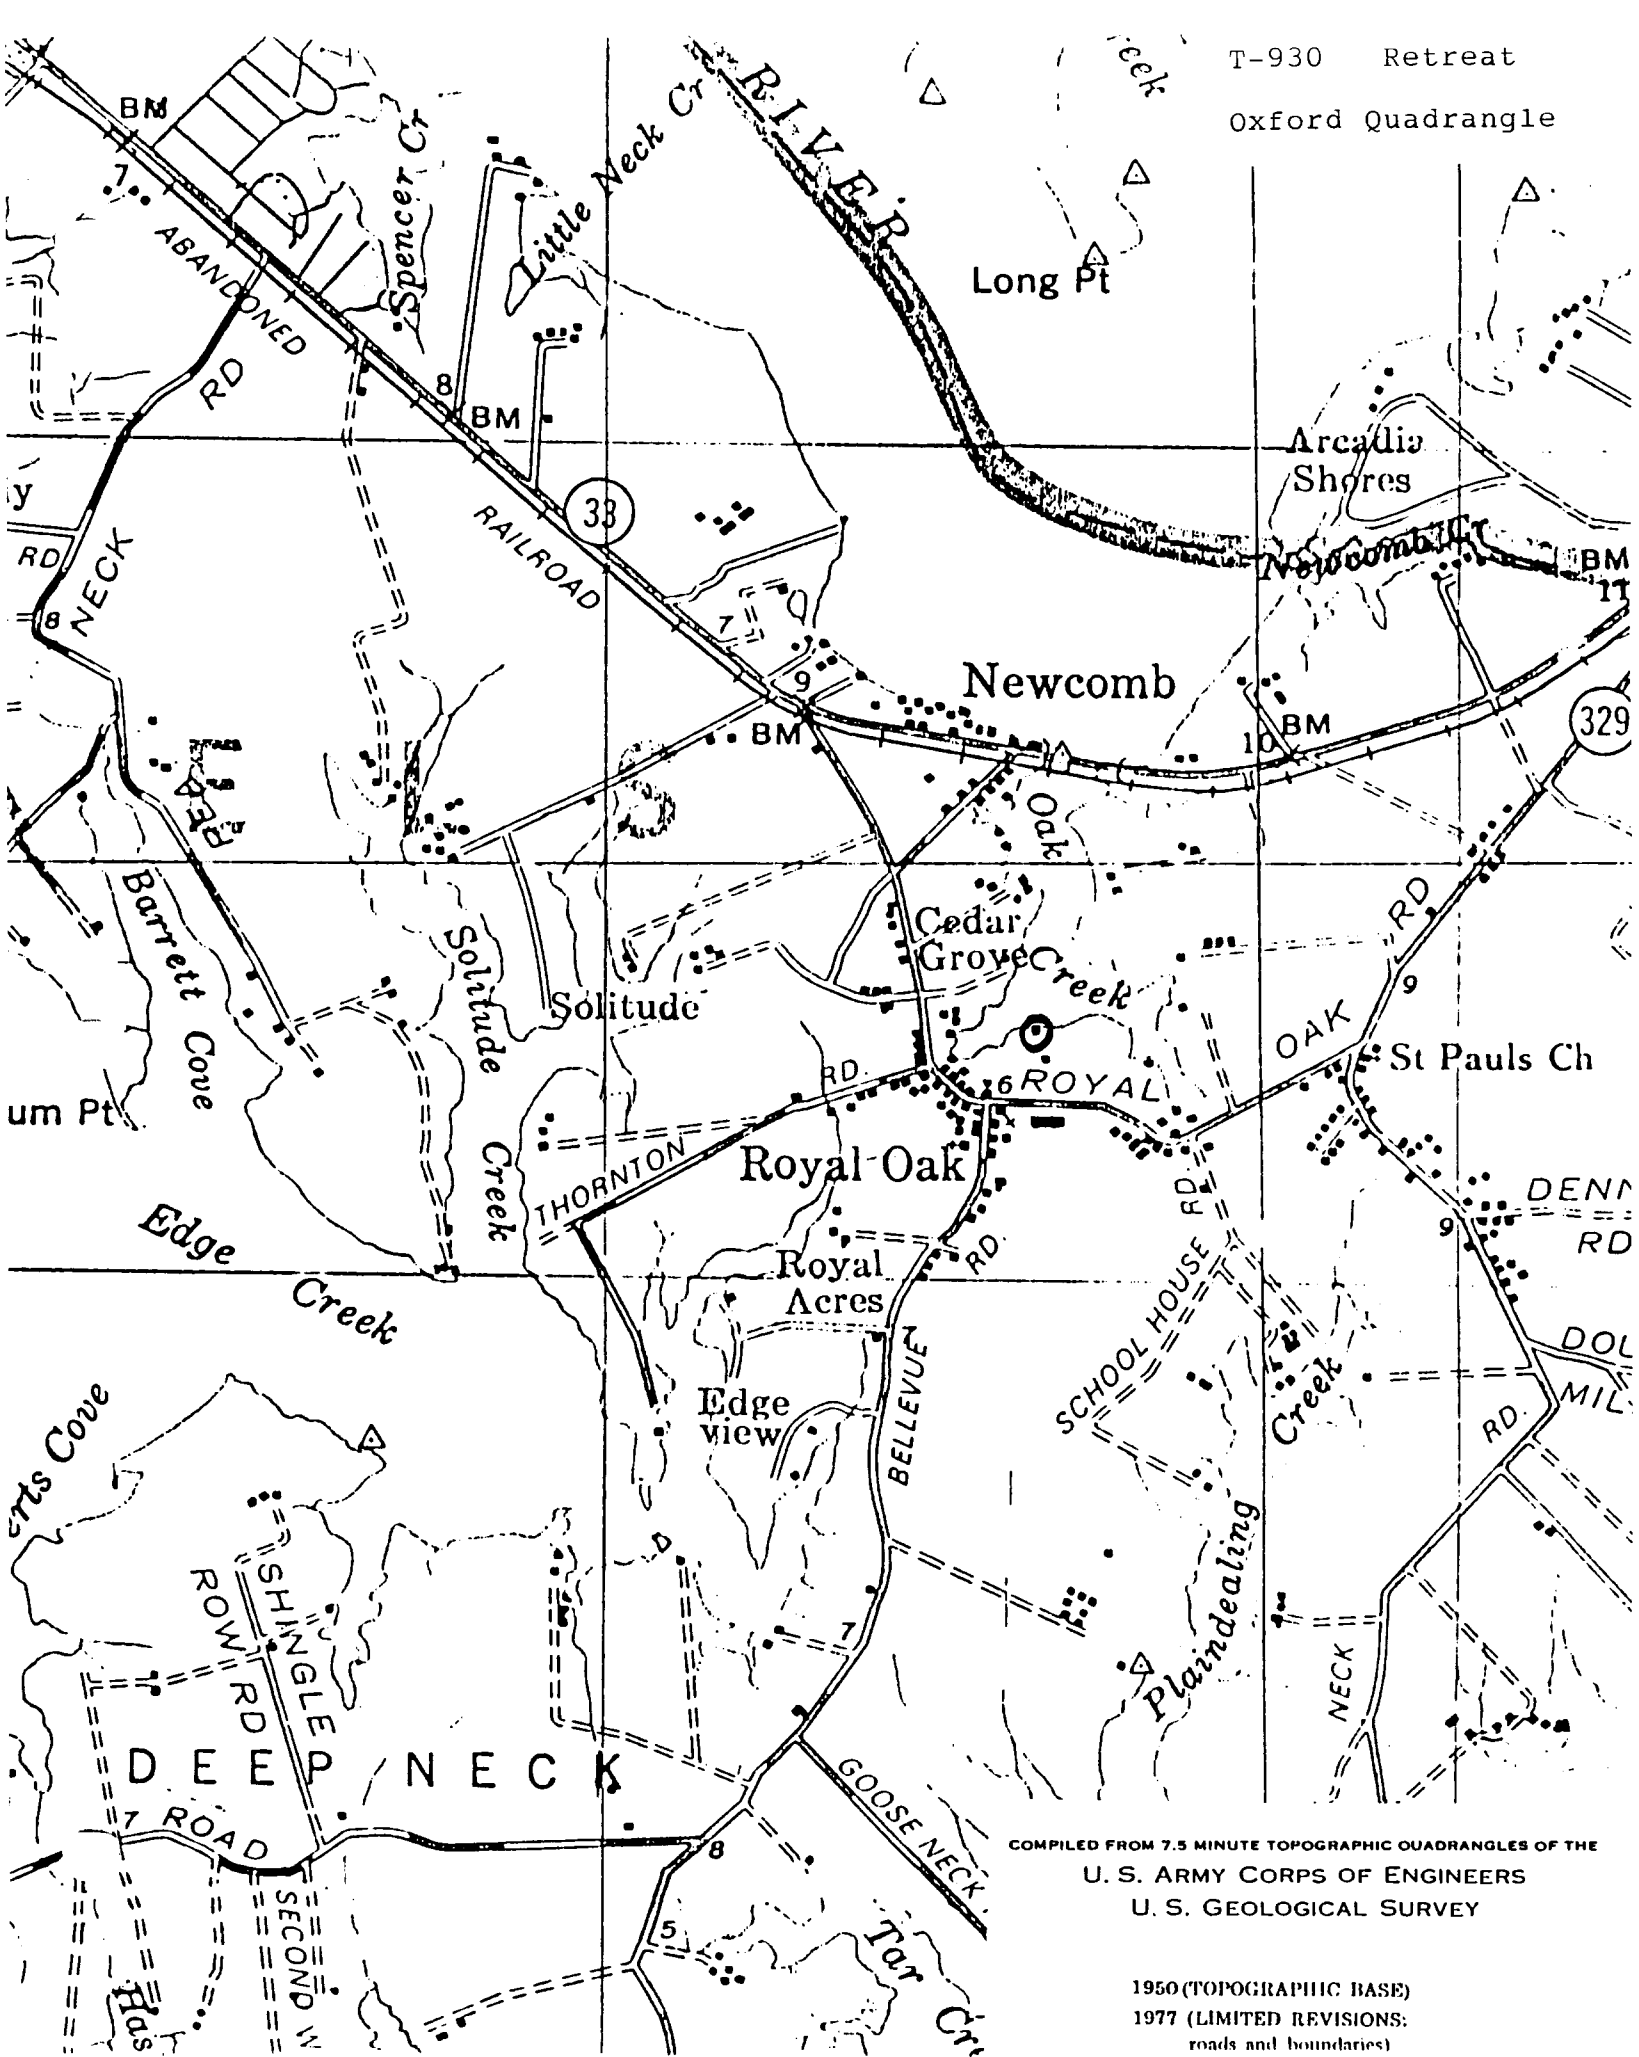 T-930 Retreat
Oxford Quadrangle
RIVER
eek
BM
7
ABANDONED
RAILROAD
Spencer Cr
Little Neck Cr
Long Pt
RD
NECK
8
BM
33
Arcadia
Shores
Newcomb Cr
BM
11
y
RD
8
7
9
BM
Newcomb
10
BM
329
FERRY
Barrett Cove
Solitude
Creek
Solitude
Oak
Creek
Cedar
Grove
RD
9
OAK
ROYAL
6
St Pauls Ch
um Pt
RD.
THORNTON
Royal Oak
Edge
Creek
Royal
Acres
RD.
7
BELLEVUE
Edge
view
RD
SCHOOL HOUSE
Creek
Plaindealing
DENN
RD
9
DOU
MIL
RD.
NECK
erts Cove
SHINGLE
ROW RD
DEEP NECK
7
7
ROAD
8
GOOSE NECK
5
SECOND W
Has
Tar
Cr
COMPILED FROM 7.5 MINUTE TOPOGRAPHIC QUADRANGLES OF THE
U. S. ARMY CORPS OF ENGINEERS
U. S. GEOLOGICAL SURVEY
1950 (TOPOGRAPHIC BASE)
1977 (LIMITED REVISIONS:
roads and boundaries)